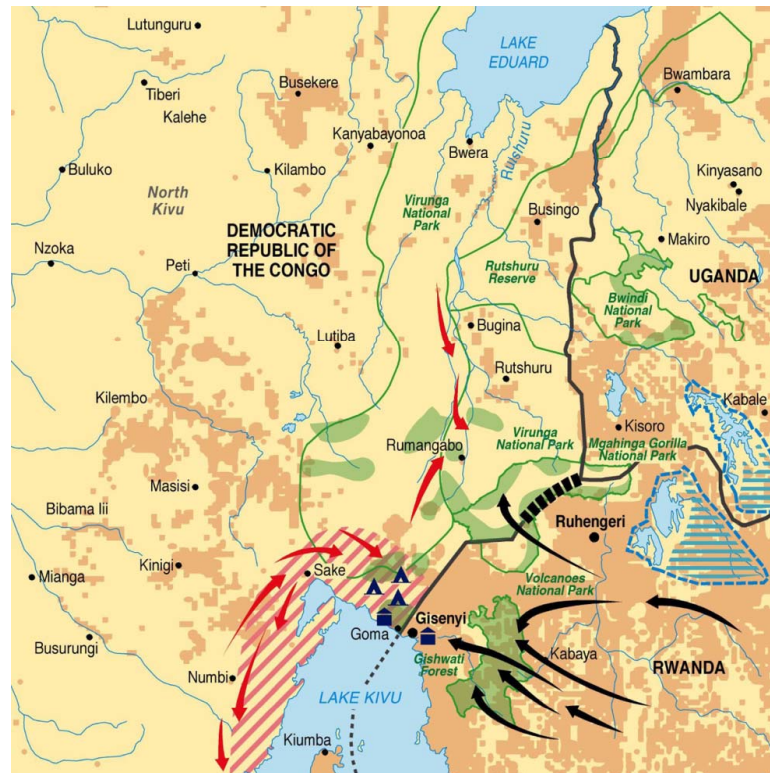 Lutunguru
LAKE
EDUARD
Bwambara
Tiberi
Busekere
Kalehe
Kanyabayonoa
Bwera
Rutshuru
Buluko
Kilambo
Kinyasano
Nyakibale
North
Kivu
Virunga
National
Park
Busingo
DEMOCRATIC
REPUBLIC OF
THE CONGO
Makiro
Nzoka
Peti
Rutshuru
Reserve
UGANDA
Bwindi
National
Park
Bugina
Lutiba
Rutshuru
Kilembo
Kabale
Kisoro
Rumangabo
Virunga
National Park
Mgahinga Gorilla
National Park
Masisi
Bibama Iii
Ruhengeri
Kinigi
Sake
Mianga
Volcanoes
National Park
Goma
Gisenyi
Busurungi
Gishwati
Forest
Kabaya
RWANDA
Numbi
LAKE KIVU
Kiumba